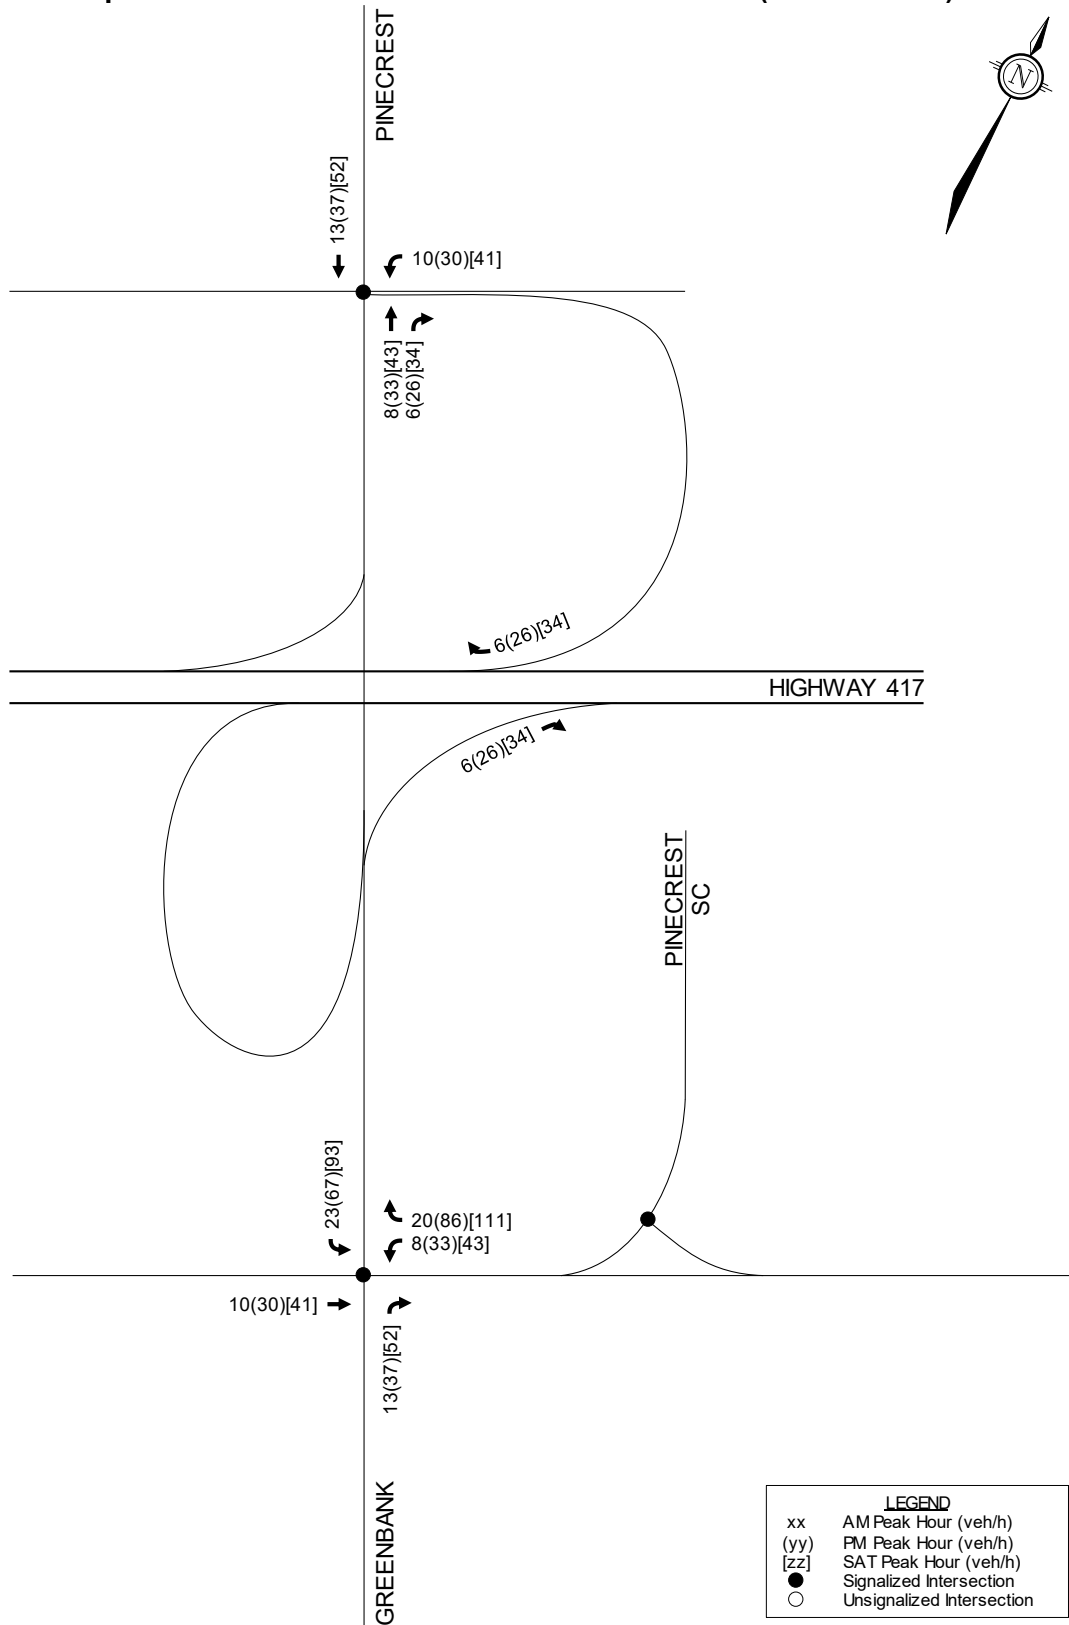 PINECREST
N
13(37)[52]
10(30)[41]
8(33)[43]
6(26)[34]
6(26)[34]
HIGHWAY 417
6(26)[34]
PINECREST
SC
23(67)[93]
20(86)[111]
8(33)[43]
10(30)[41]
13(37)[52]
GREENBANK
LEGEND
xx AM Peak Hour (veh/h)
(yy) PM Peak Hour (veh/h)
[zz] SAT Peak Hour (veh/h)
Signalized Intersection
Unsignalized Intersection